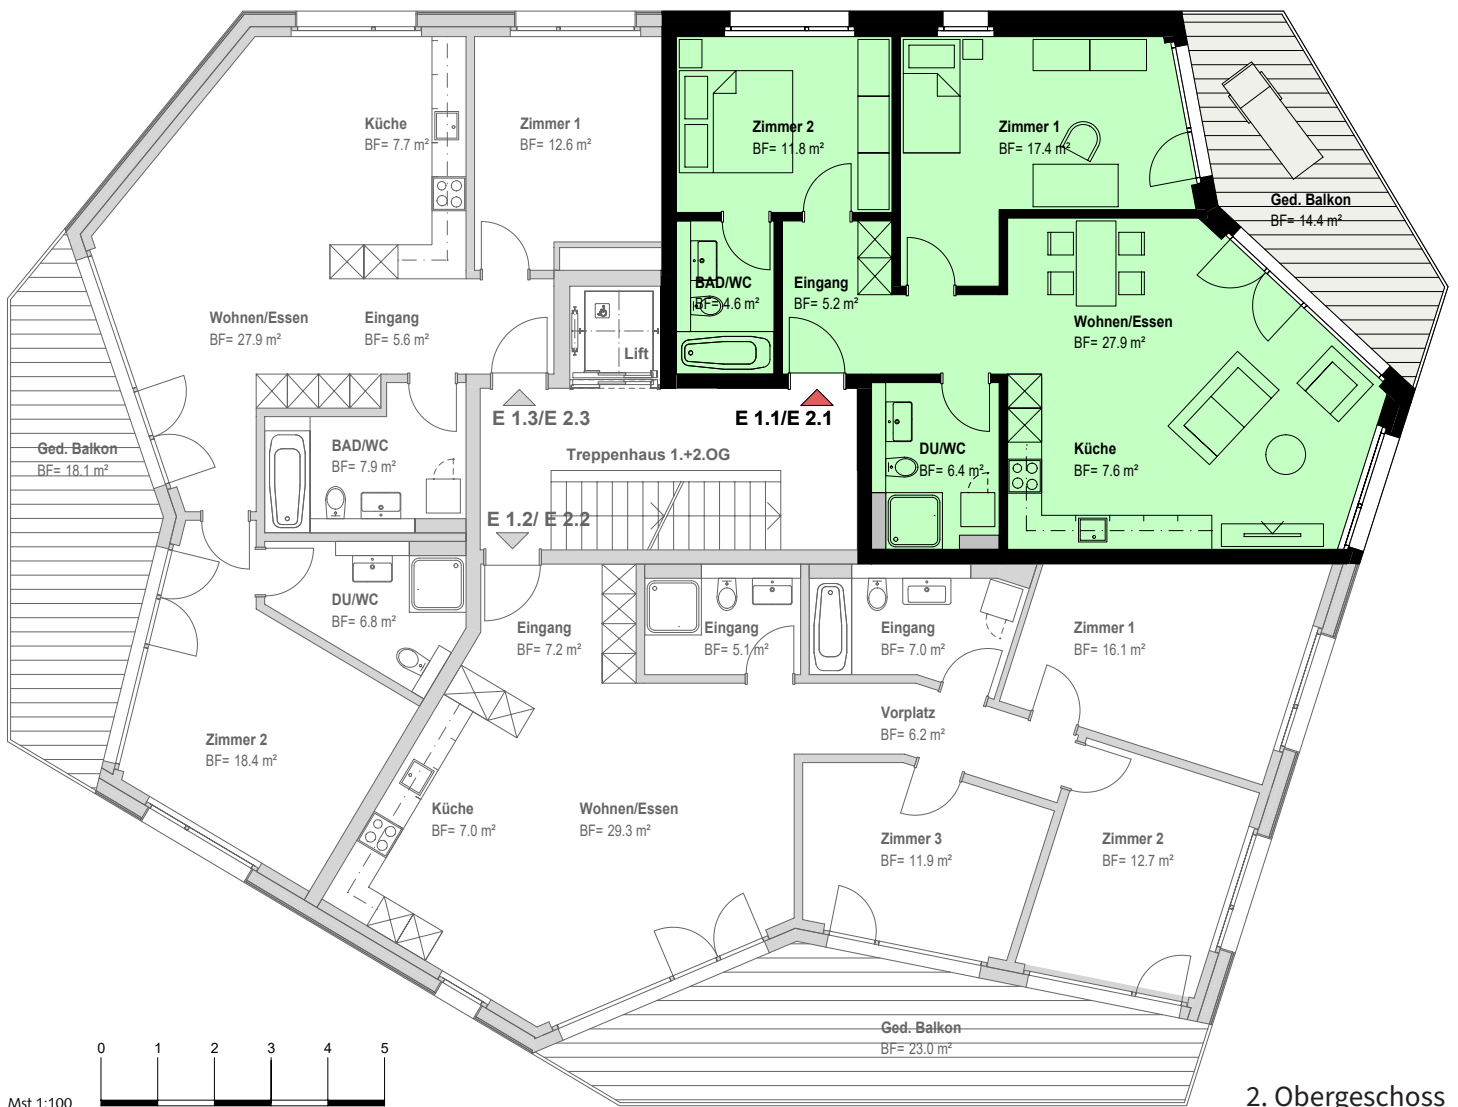 Küche
BF= 7.7 m²
Zimmer 1
BF= 12.6 m²
Zimmer 2
BF= 11.8 m²
Zimmer 1
BF= 17.4 m²
Ged. Balkon
BF= 14.4 m²
Wohnen/Essen
BF= 27.9 m²
Eingang
BF= 5.6 m²
Lift
BAD/WC
BF= 4.6 m²
Eingang
BF= 5.2 m²
Wohnen/Essen
BF= 27.9 m²
E 1.3/E 2.3
E 1.1/E 2.1
Ged. Balkon
BF= 18.1 m²
BAD/WC
BF= 7.9 m²
Treppenhaus 1.+2.OG
DU/WC
BF= 6.4 m²
Küche
BF= 7.6 m²
E 1.2/ E 2.2
DU/WC
BF= 6.8 m²
Eingang
BF= 7.2 m²
Eingang
BF= 5.1 m²
Eingang
BF= 7.0 m²
Zimmer 1
BF= 16.1 m²
Zimmer 2
BF= 18.4 m²
Vorplatz
BF= 6.2 m²
Küche
BF= 7.0 m²
Wohnen/Essen
BF= 29.3 m²
Zimmer 3
BF= 11.9 m²
Zimmer 2
BF= 12.7 m²
Ged. Balkon
BF= 23.0 m²
0 1 2 3 4 5
Mst 1:100
2. Obergeschoss